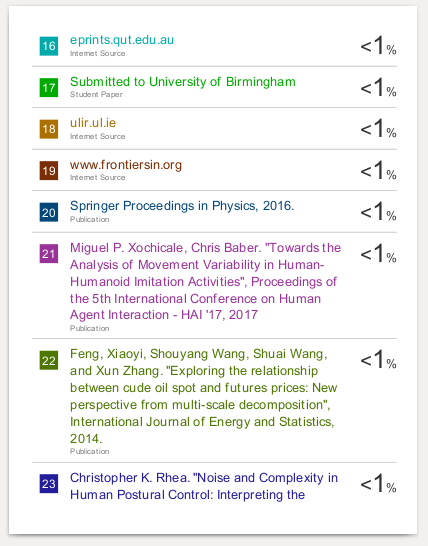 16 eprints.qut.edu.au <1%
Internet Source
17 Submitted to University of Birmingham <1%
Student Paper
18 ulir.ul.ie <1%
Internet Source
19 www.frontiersin.org <1%
Internet Source
20 Springer Proceedings in Physics, 2016. <1%
Publication
21 Miguel P. Xochicale, Chris Baber. "Towards the <1%
Analysis of Movement Variability in Human-
Humanoid Imitation Activities", Proceedings of
the 5th International Conference on Human
Agent Interaction - HAI '17, 2017
Publication
22 Feng, Xiaoyi, Shouyang Wang, Shuai Wang, <1%
and Xun Zhang. "Exploring the relationship
between cude oil spot and futures prices: New
perspective from multi-scale decomposition",
International Journal of Energy and Statistics,
2014.
Publication
23 Christopher K. Rhea. "Noise and Complexity in <1%
Human Postural Control: Interpreting the